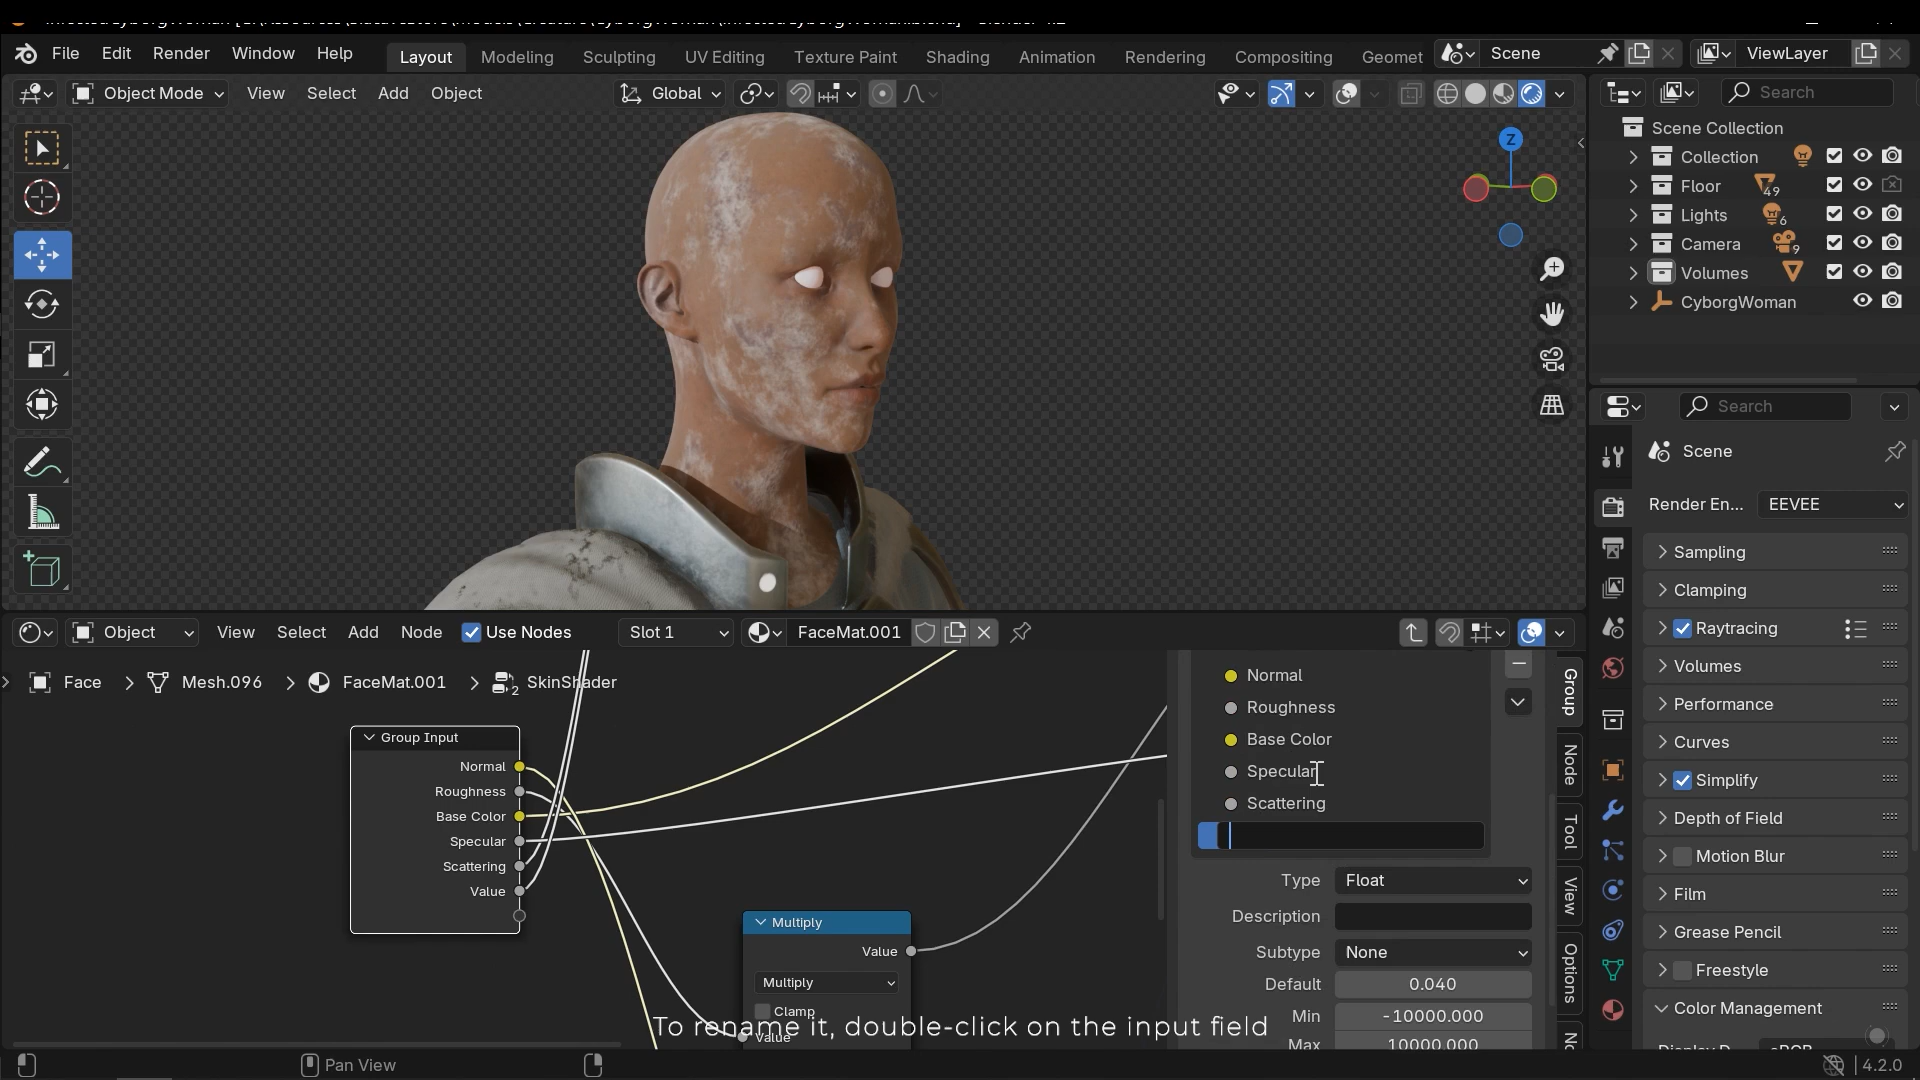 File Edit Render Window Help Layout Modeling Sculpting UV Editing Texture Paint Shading Animation Rendering Compositing Geomet Scene ViewLayer
Object Mode View Select Add Object Global Search
Z
Scene Collection
Collection
Floor 49
Lights 6
Camera 9
Volumes
CyborgWoman
Search
Scene
Render En... EEVEE
Sampling
Clamping
Raytracing
Volumes
Performance
Curves
Simplify
Depth of Field
Motion Blur
Film
Grease Pencil
Freestyle
Color Management
Object View Select Add Node Use Nodes Slot 1 FaceMat.001
Face > Mesh.096 > FaceMat.001 > 2 SkinShader
Group Input
Normal
Roughness
Base Color
Specular
Scattering
Value
Multiply
Value
Multiply
Clamp
Value
Normal
Roughness
Base Color
Specular
Scattering
Type Float
Description
Subtype None
Default 0.040
Min -10000.000
Max 10000.000
Group
Node
Tool
View
Options
To rename it, double-click on the input field
Pan View
4.2.0